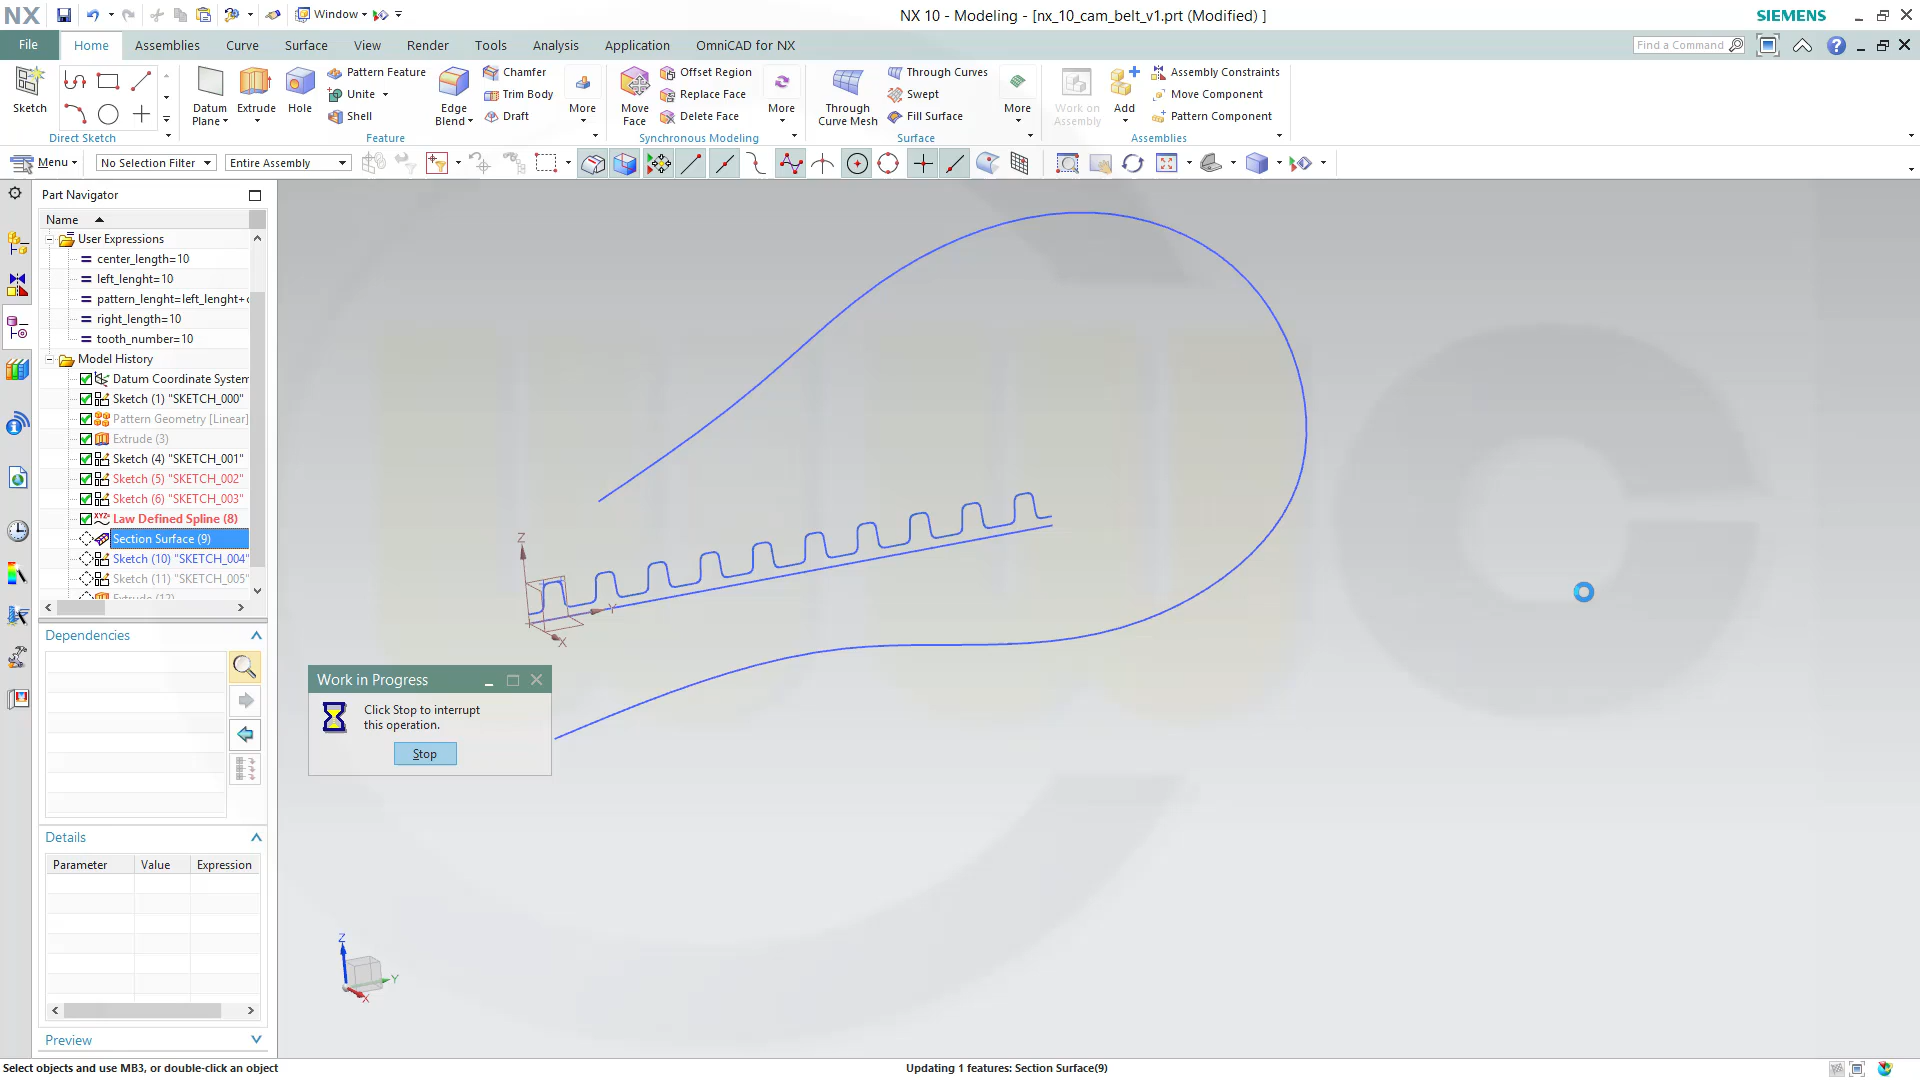 NX
Window
NX 10 - Modeling - [nx_10_cam_belt_v1.prt (Modified) ]
SIEMENS
File
Home
Assemblies
Curve
Surface
View
Render
Tools
Analysis
Application
OmniCAD for NX
Find a Command
Sketch
Datum
Plane
Extrude
Hole
Pattern Feature
Unite
Shell
Edge
Blend
Chamfer
Trim Body
Draft
More
Move
Face
Offset Region
Replace Face
Delete Face
More
Through
Curve Mesh
Through Curves
Swept
Fill Surface
More
Work on
Assembly
Add
Assembly Constraints
Move Component
Pattern Component
Direct Sketch
Feature
Synchronous Modeling
Surface
Assemblies
Menu
No Selection Filter
Entire Assembly
Part Navigator
Name
User Expressions
center_length=10
left_lenght=10
pattern_lenght=left_lenght+
right_length=10
tooth_number=10
Model History
Datum Coordinate System
Sketch (1) "SKETCH_000"
Pattern Geometry [Linear]
Extrude (3)
Sketch (4) "SKETCH_001"
Sketch (5) "SKETCH_002"
Sketch (6) "SKETCH_003"
Law Defined Spline (8)
Section Surface (9)
Sketch (10) "SKETCH_004"
Sketch (11) "SKETCH_005"
Extrude (12)
Dependencies
Details
Parameter
Value
Expression
Preview
Z
Y
X
Work in Progress
Click Stop to interrupt
this operation.
Stop
Z
Y
X
Select objects and use MB3, or double-click an object
Updating 1 features: Section Surface(9)